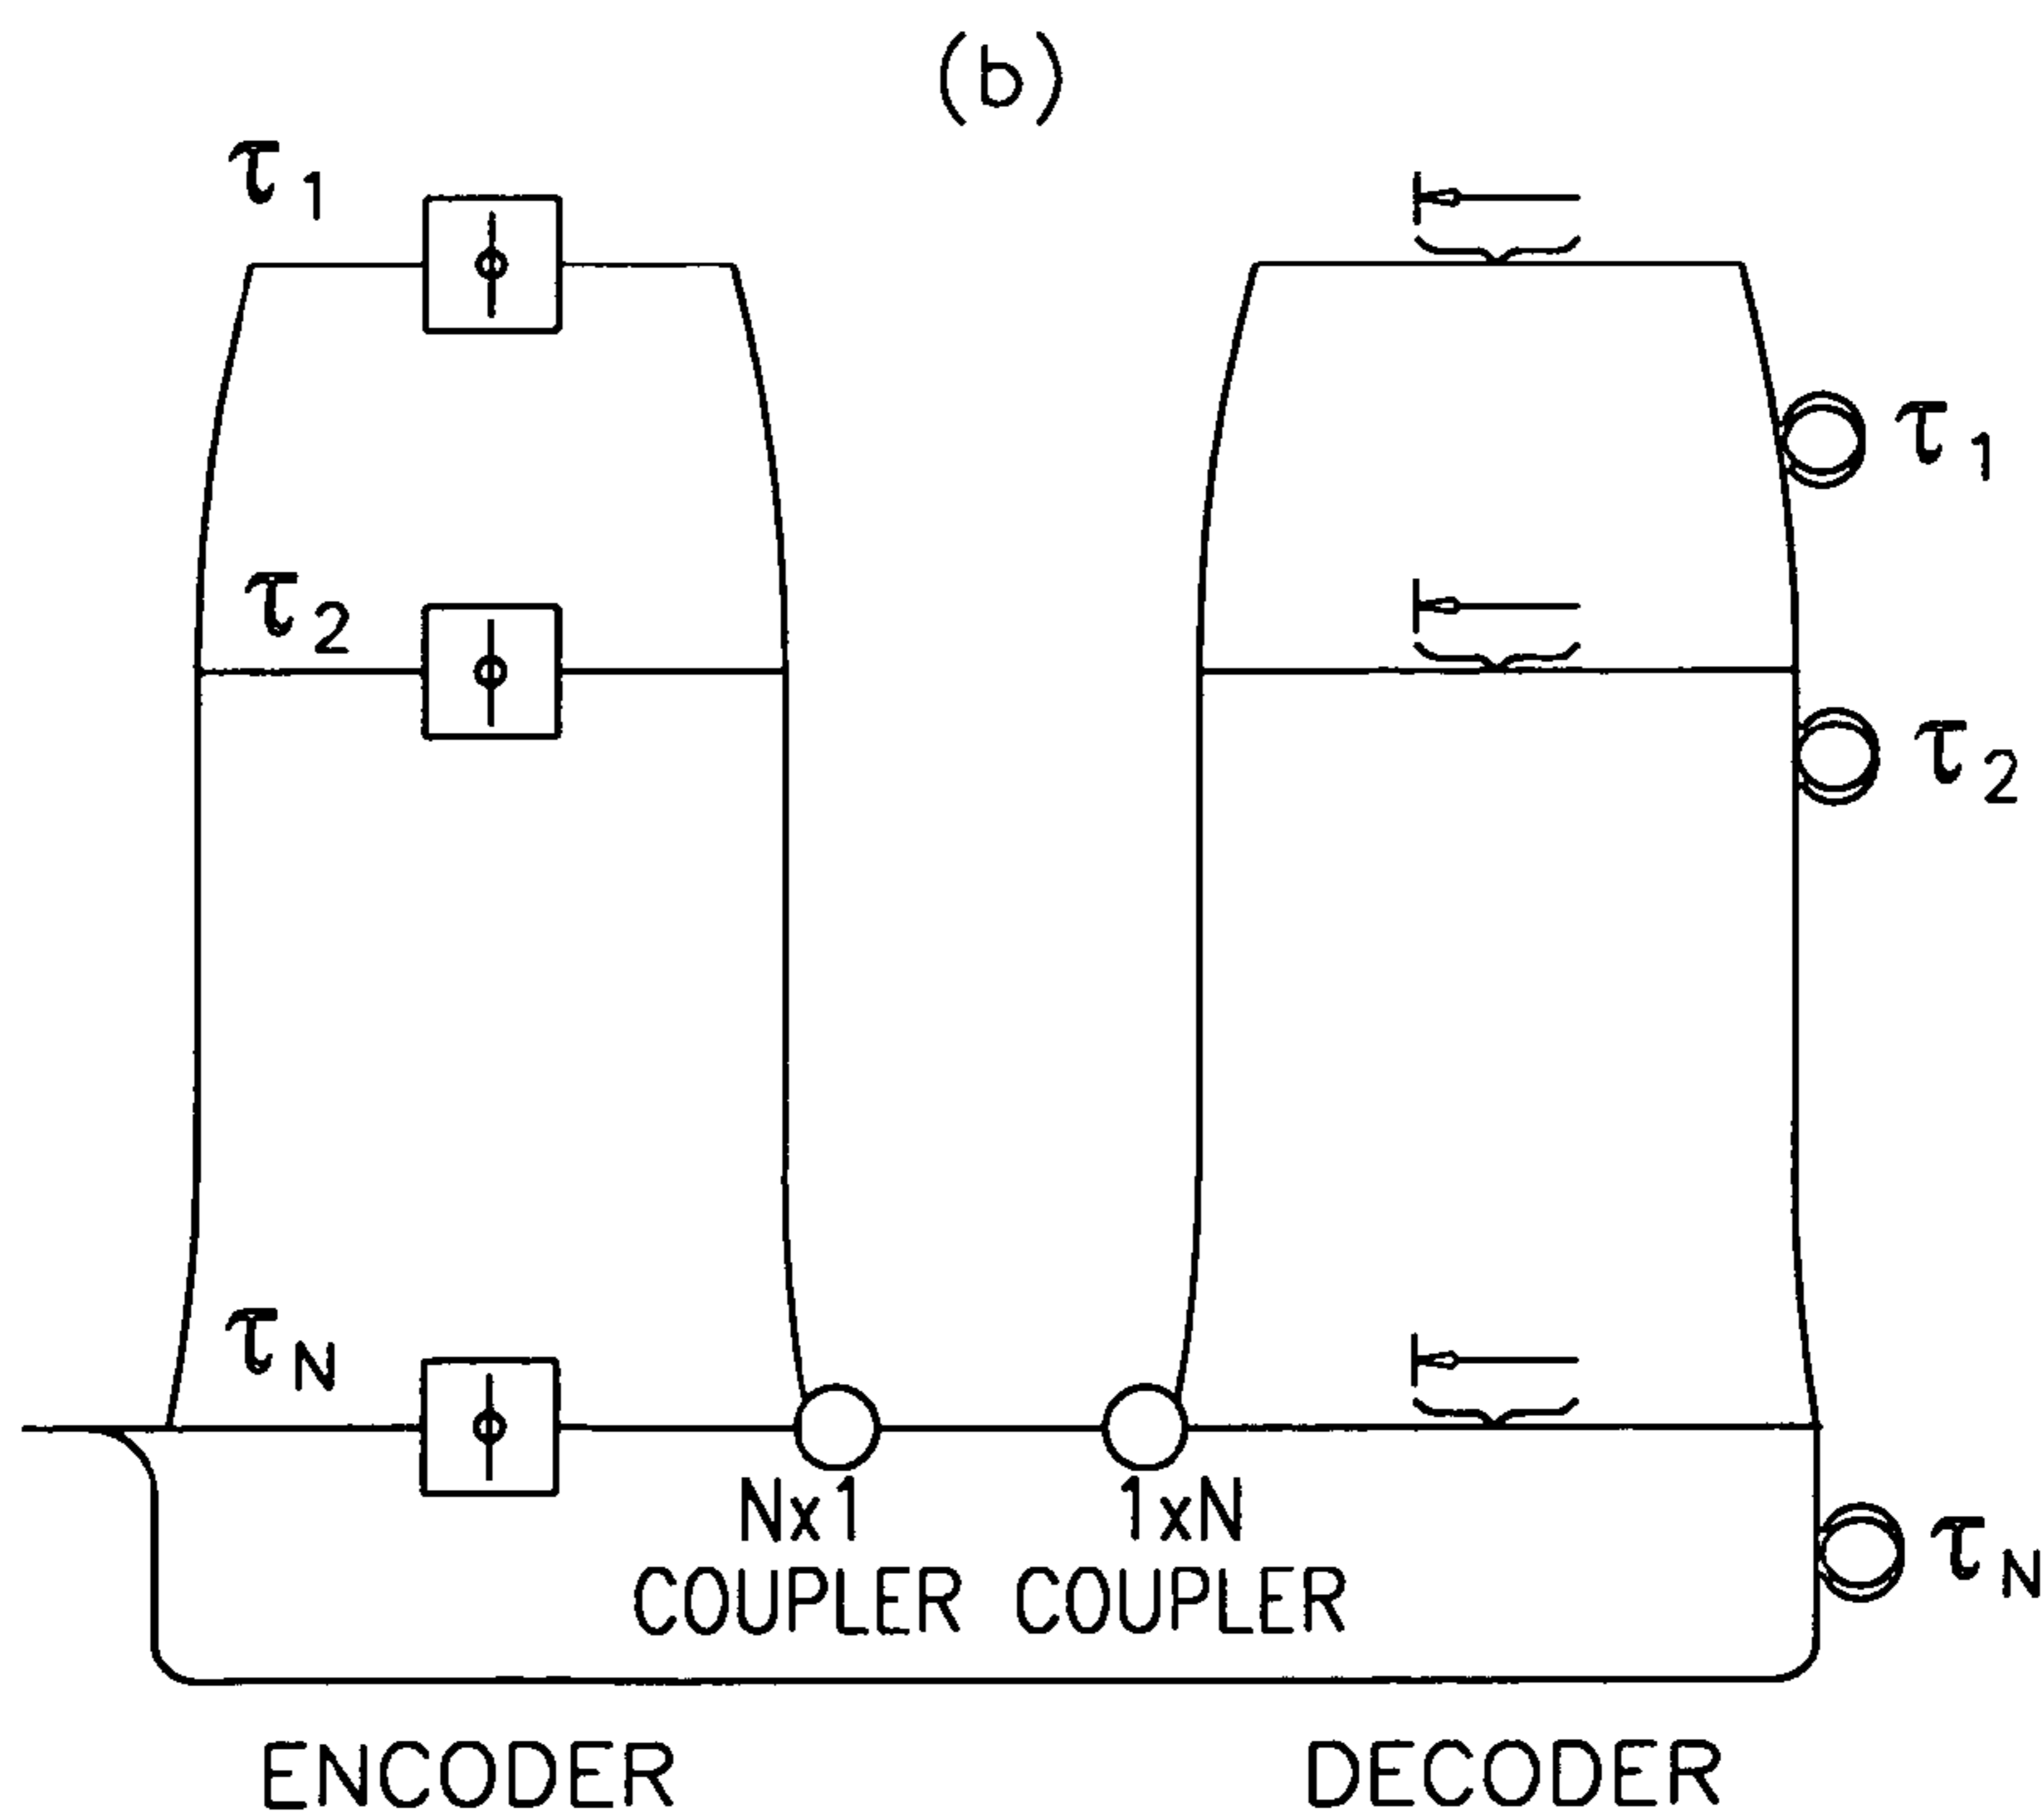 (b)
τ1
τ1
τ2
τ2
τN
Nx1 1xN
COUPLER COUPLER
τN
ENCODER DECODER